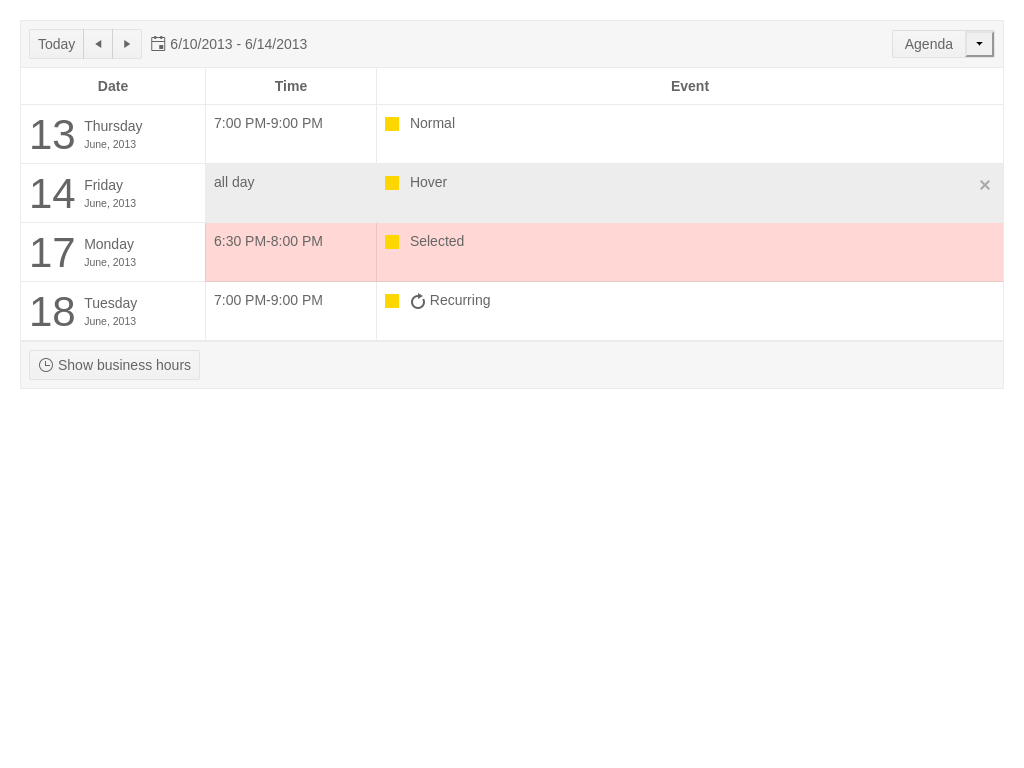 Today 6/10/2013 - 6/14/2013 Agenda
Date Time Event
13 Thursday 7:00 PM-9:00 PM Normal
June, 2013
14 Friday all day Hover
June, 2013
17 Monday 6:30 PM-8:00 PM Selected
June, 2013
18 Tuesday 7:00 PM-9:00 PM Recurring
June, 2013
Show business hours